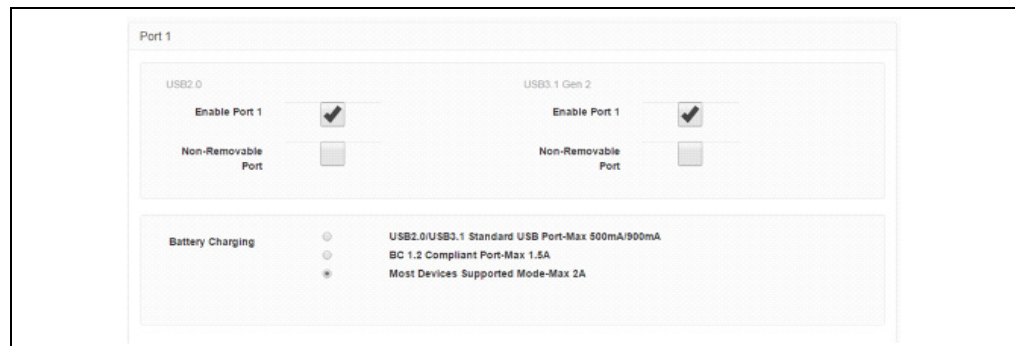 Port 1
USB2.0
USB3.1 Gen 2
Enable Port 1
Enable Port 1
Non-Removable
Port
Non-Removable
Port
Battery Charging
USB2.0/USB3.1 Standard USB Port-Max 500mA/900mA
BC 1.2 Compliant Port-Max 1.5A
Most Devices Supported Mode-Max 2A